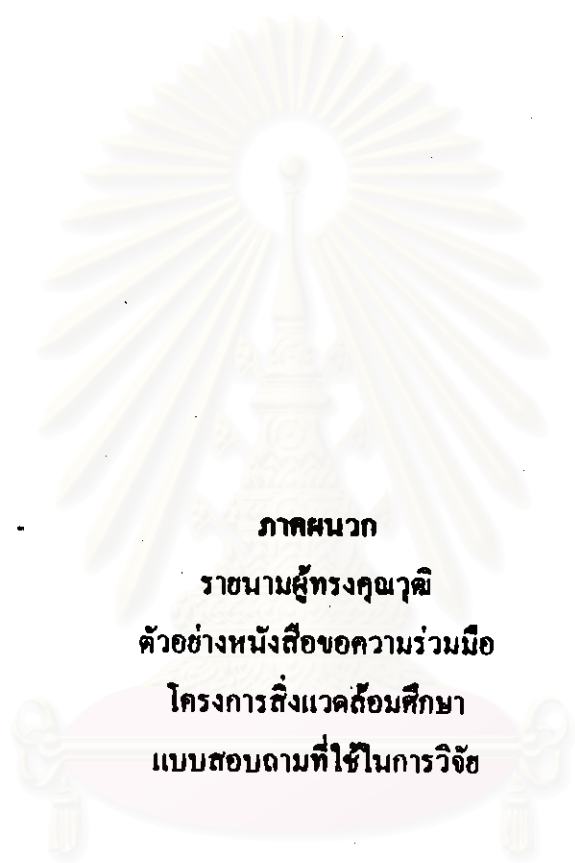 ภาคผนวก
รายนามผู้ทรงคุณวุฒิ
ตัวอย่างหนังสือขอความร่วมมือ
โครงการสิ่งแวดล้อมศึกษา
แบบสอบถามที่ใช้ในการวิจัย